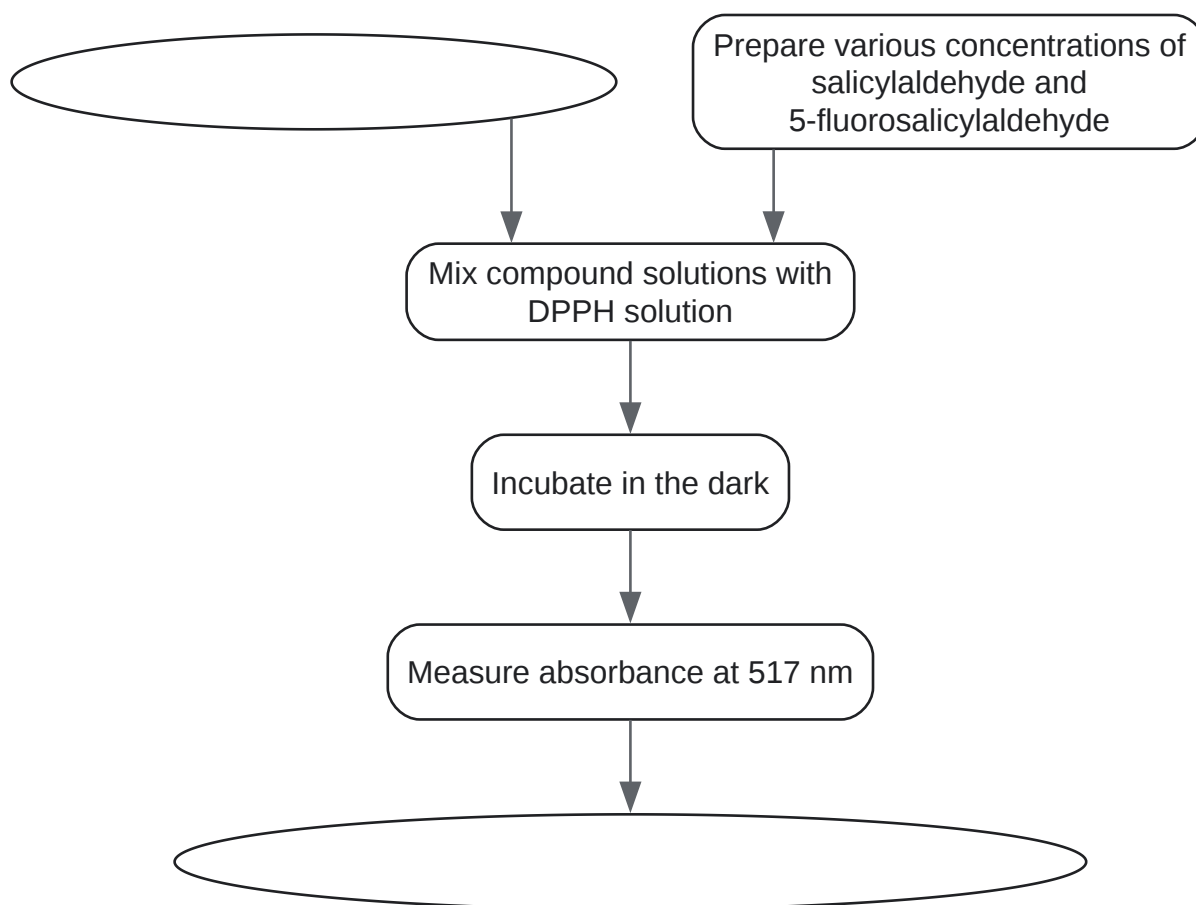 Prepare various concentrations of
salicylaldehyde and
5-fluorosalicylaldehyde
Mix compound solutions with
DPPH solution
Incubate in the dark
Measure absorbance at 517 nm